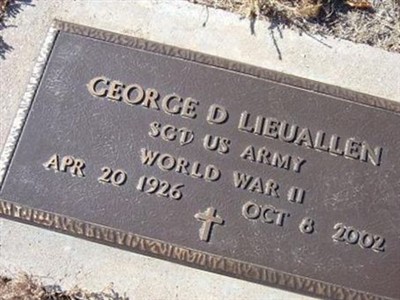 GEORGE D LIEUALLEN
SGT US ARMY
WORLD WAR II
APR 20 1926 OCT 8 2002